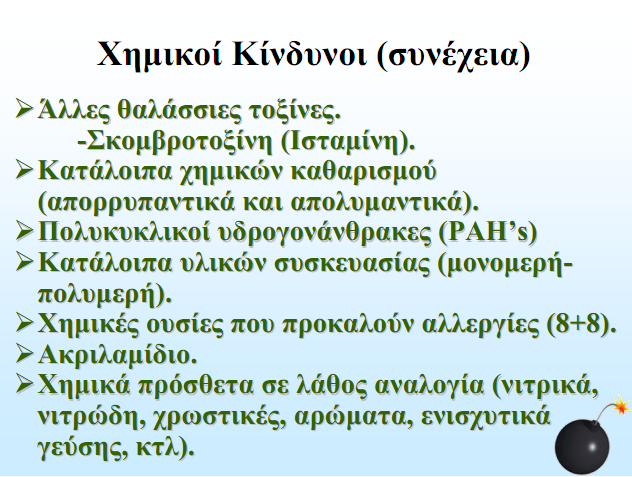 Χημικοί Κίνδυνοι (συνέχεια)
➢Άλλες θαλάσσιες τοξίνες.
-Σκομβροτοξίνη (Ισταμίνη).
➢Κατάλοιπα χημικών καθαρισμού
(απορρυπαντικά και απολυμαντικά).
➢Πολυκυκλικοί υδρογονάνθρακες (PAH’s)
➢Κατάλοιπα υλικών συσκευασίας (μονομερή-
πολυμερή).
➢Χημικές ουσίες που προκαλούν αλλεργίες (8+8).
➢Ακριλαμίδιο.
➢Χημικά πρόσθετα σε λάθος αναλογία (νιτρικά,
νιτρώδη, χρωστικές, αρώματα, ενισχυτικά
γεύσης, κτλ).